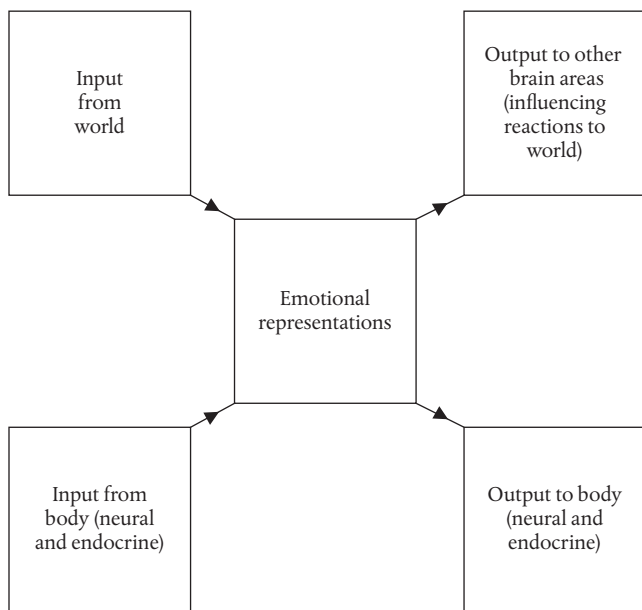 Input
from
world
Output to other
brain areas
(influencing
reactions to
world)
Emotional
representations
Input from
body (neural
and endocrine)
Output to body
(neural and
endocrine)